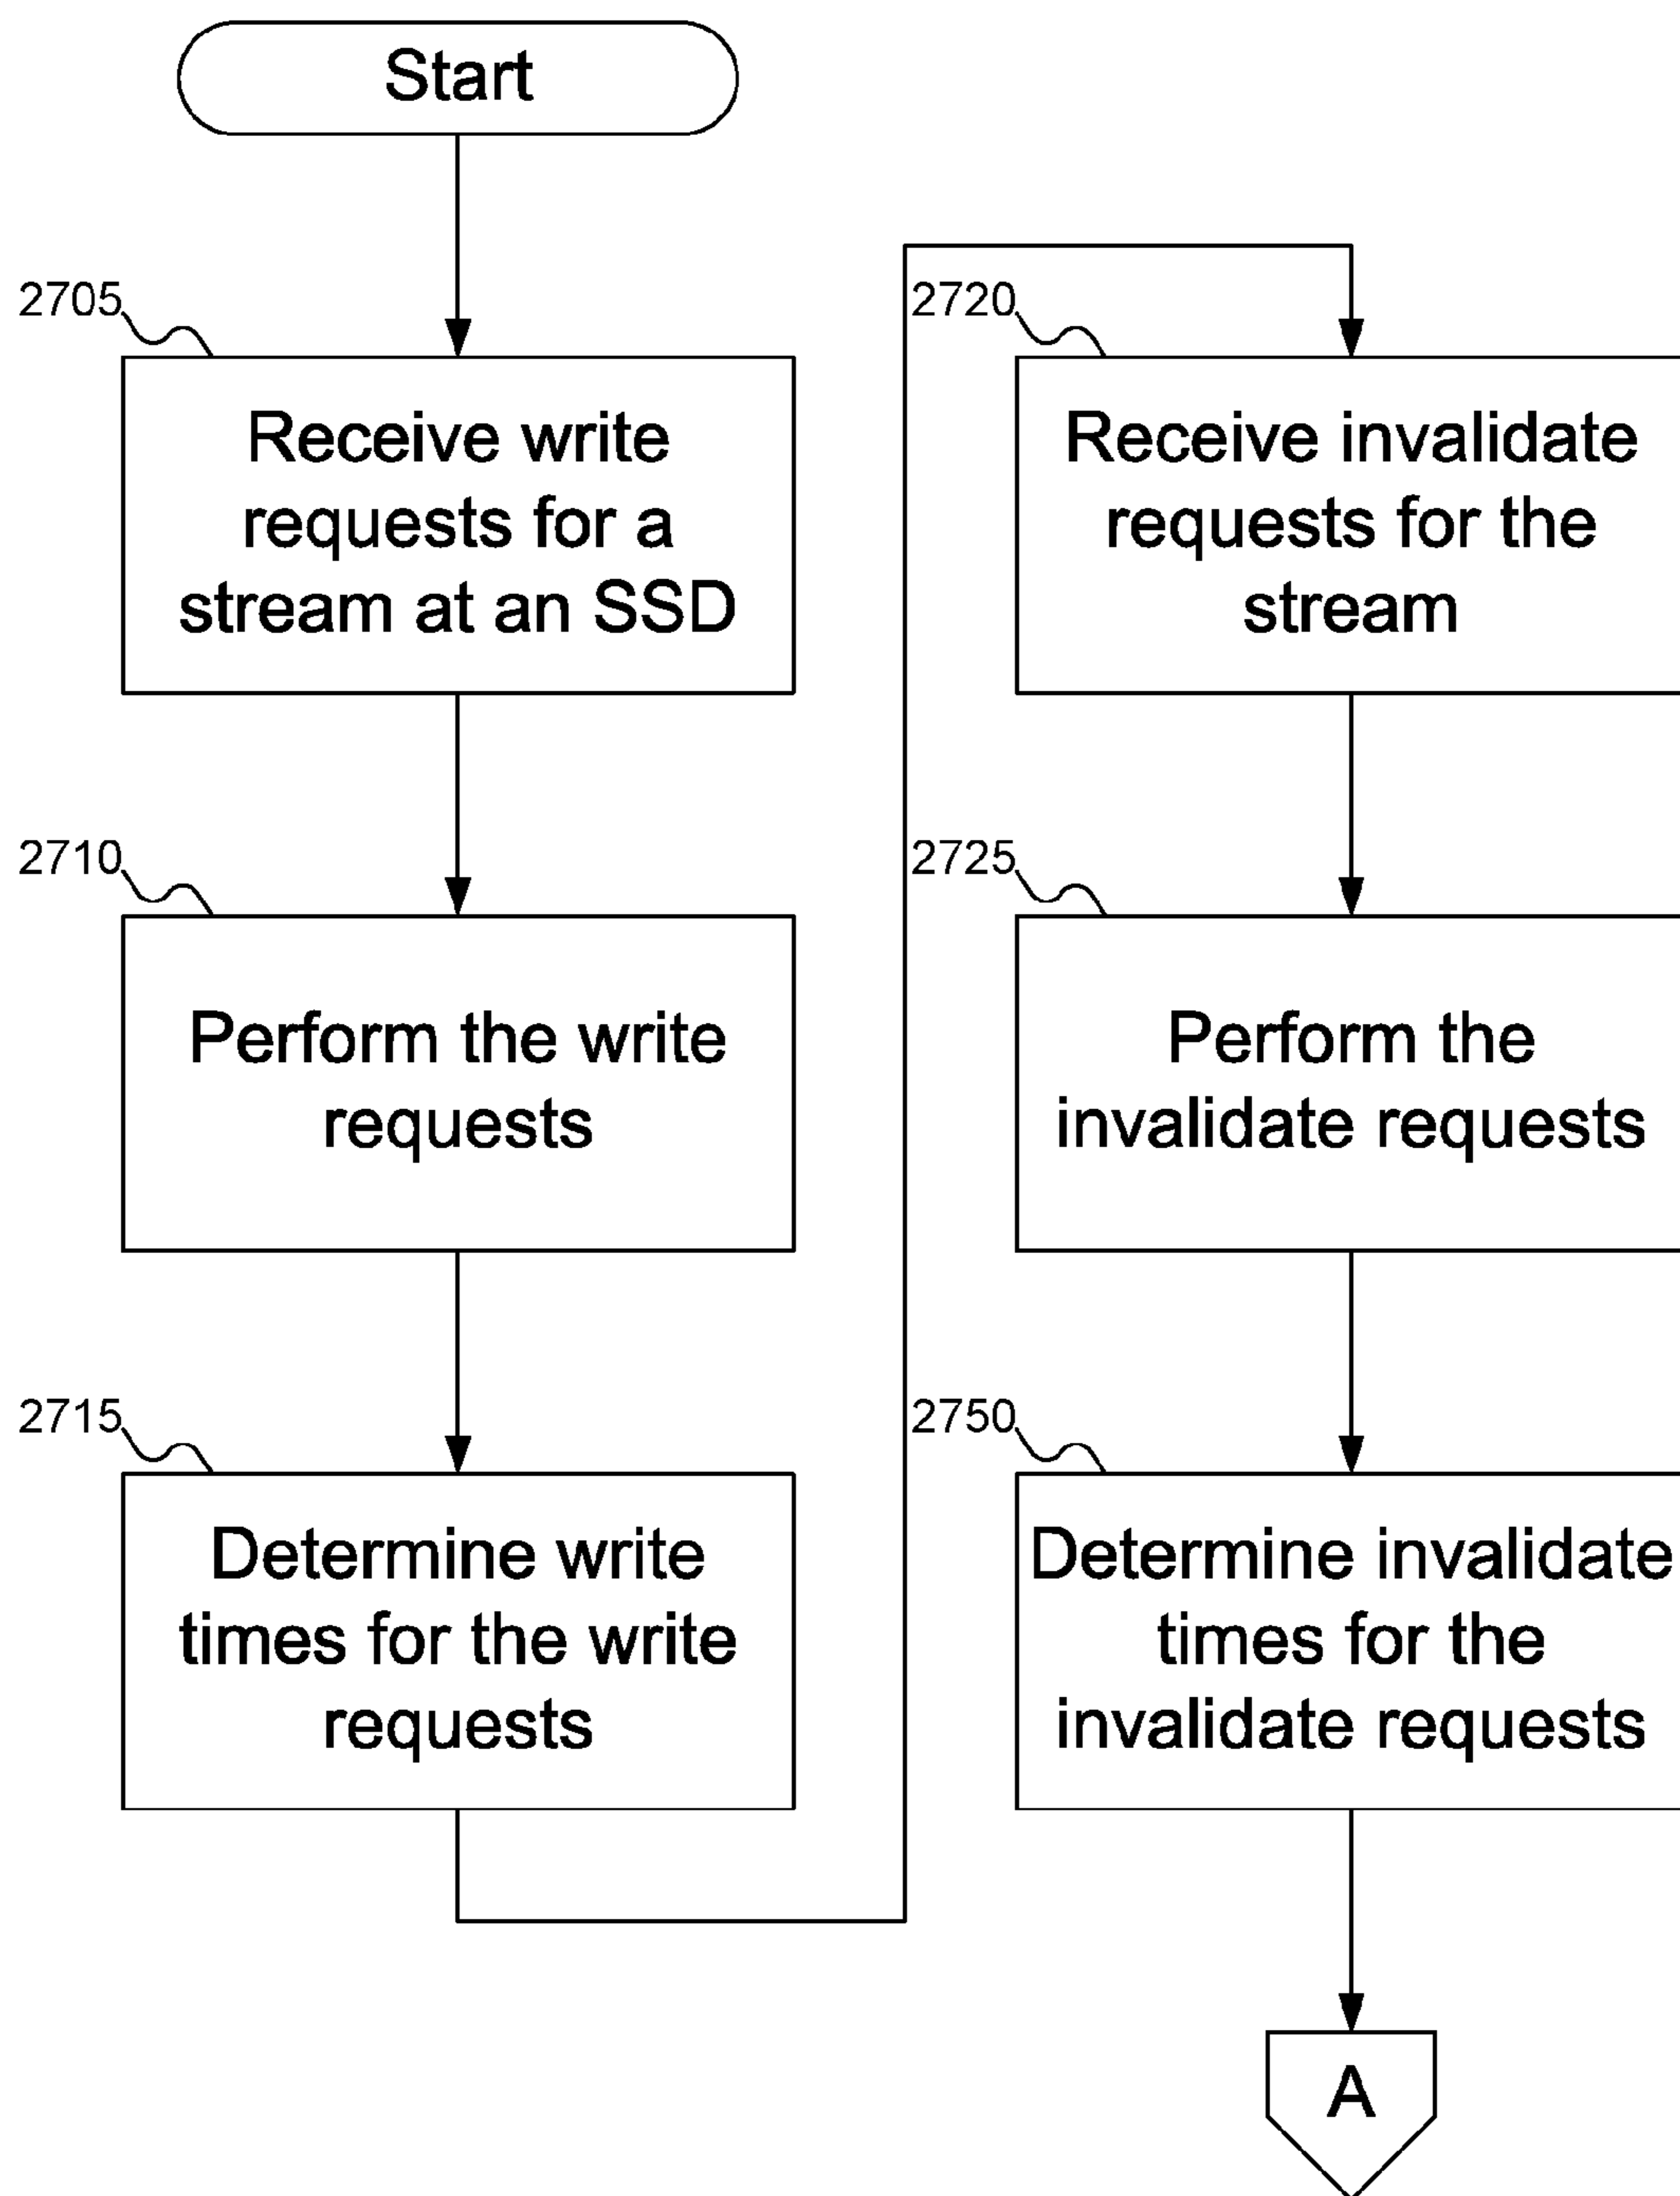 Start
2705
Receive write
requests for a
stream at an SSD
2710
Perform the write
requests
2715
Determine write
times for the write
requests
2720
Receive invalidate
requests for the
stream
2725
Perform the
invalidate requests
2750
Determine invalidate
times for the
invalidate requests
A